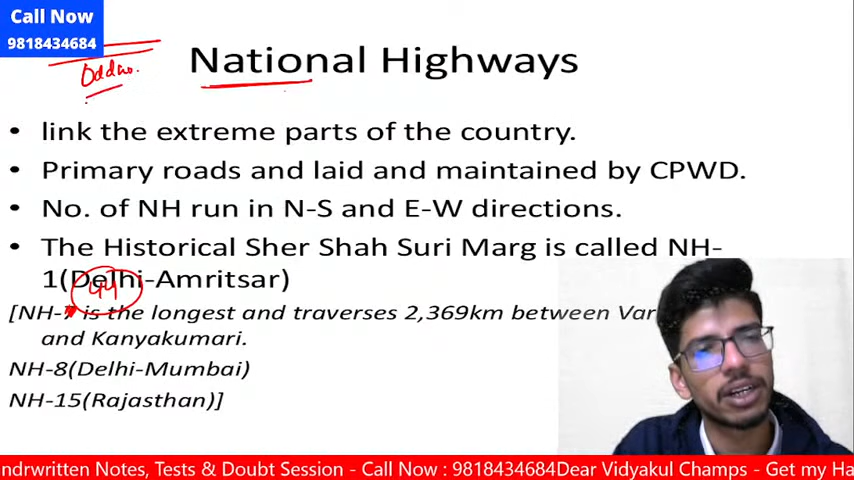 Call Now
9818434684
Odd no.
National Highways
• link the extreme parts of the country.
• Primary roads and laid and maintained by CPWD.
• No. of NH run in N-S and E-W directions.
• The Historical Sher Shah Suri Marg is called NH-
1(Delhi-Amritsar)
44
[NH-7 is the longest and traverses 2,369km between Var
and Kanyakumari.
NH-8(Delhi-Mumbai)
NH-15(Rajasthan)]
ndrwritten Notes, Tests & Doubt Session - Call Now : 9818434684Dear Vidyakul Champs - Get my Ha